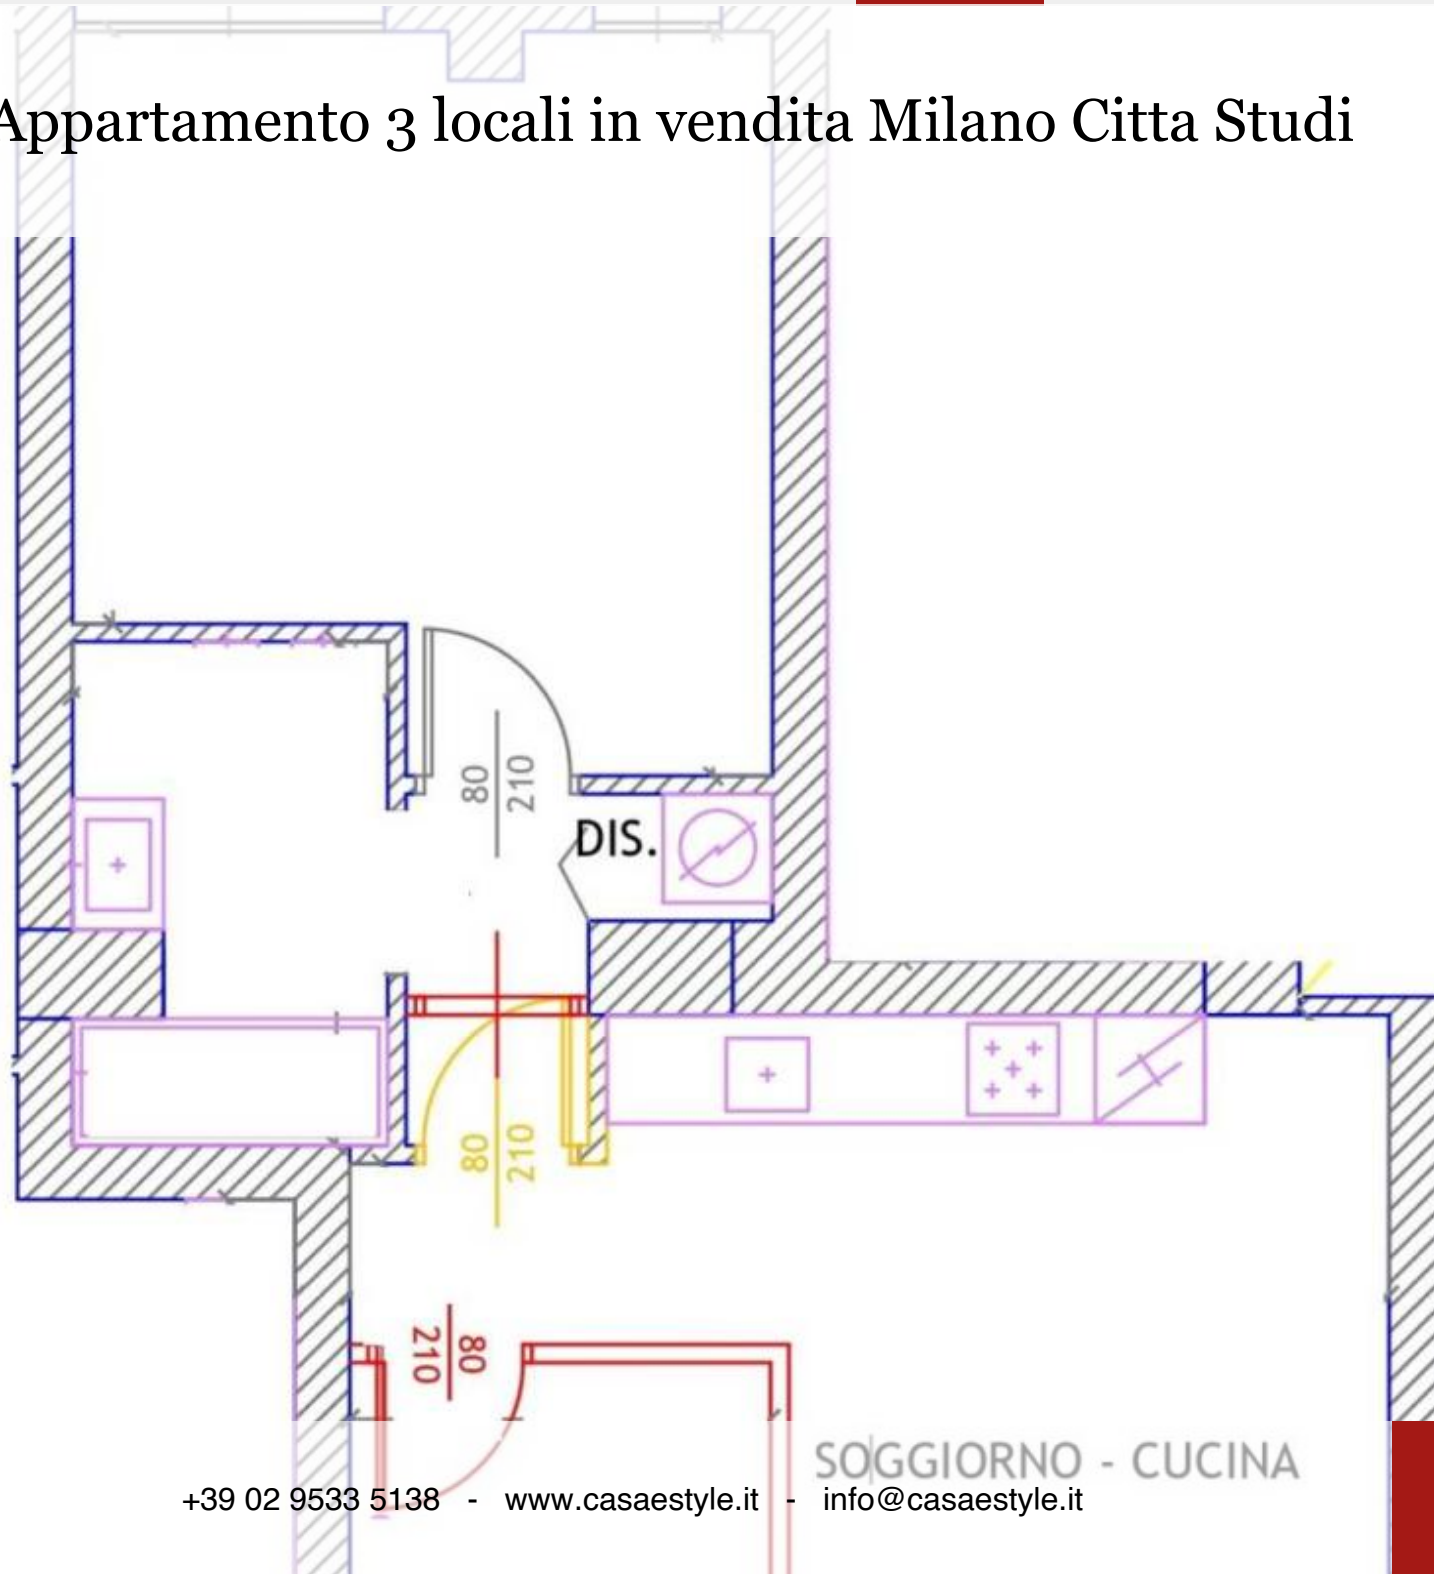 Appartamento 3 locali in vendita Milano Citta Studi
80
210
DIS.
80
210
80
210
SOGGIORNO - CUCINA
+39 02 9533 5138 - www.casaestyle.it - info@casaestyle.it